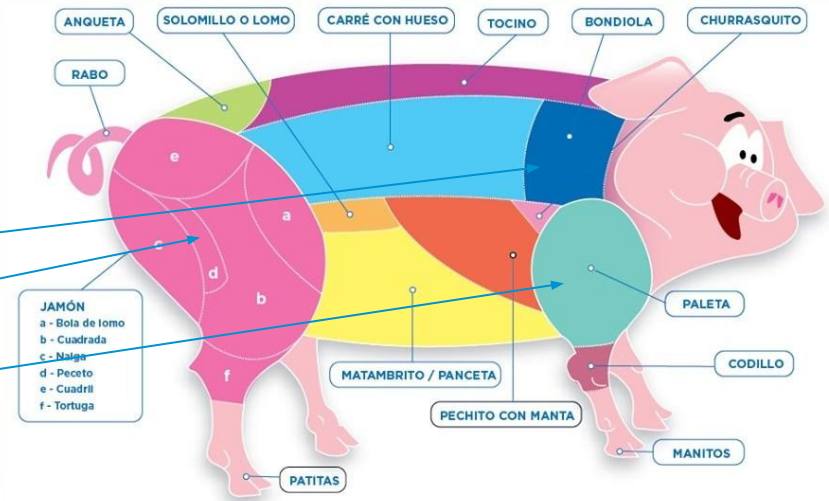 ANQUETA
SOLOMILLO O LOMO
CARRÉ CON HUESO
TOCINO
BONDIOLA
CHURRASQUITO
RABO
e
a
c
d
b
f
JAMÓN
a - Bola de lomo
b - Cuadrada
c - Nalga
d - Peceto
e - Cuadril
f - Tortuga
PALETA
MATAMBRITO / PANCETA
CODILLO
PECHITO CON MANTA
MANITOS
PATITAS